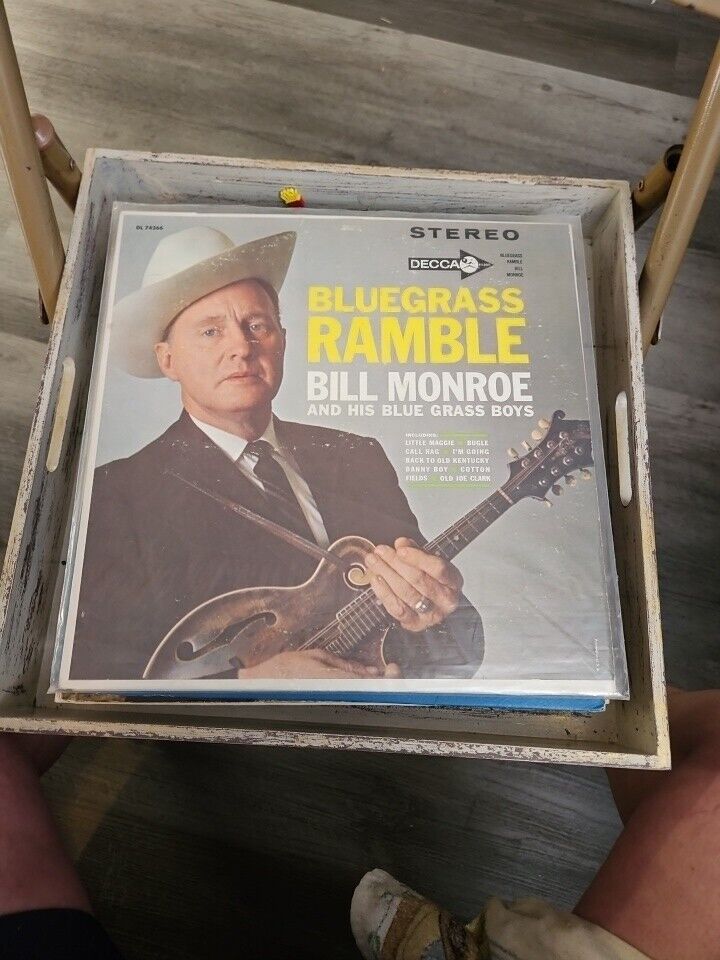 DL 74366
STEREO
DECCA
BLUEGRASS
RAMBLE
BILL
MONROE
BLUEGRASS
RAMBLE
BILL MONROE
AND HIS BLUE GRASS BOYS
INCLUDING:
LITTLE MAGGIE BUGLE
CALL RAG I'M GOING
BACK TO OLD KENTUCKY
DANNY BOY COTTON
FIELDS OLD JOE CLARK